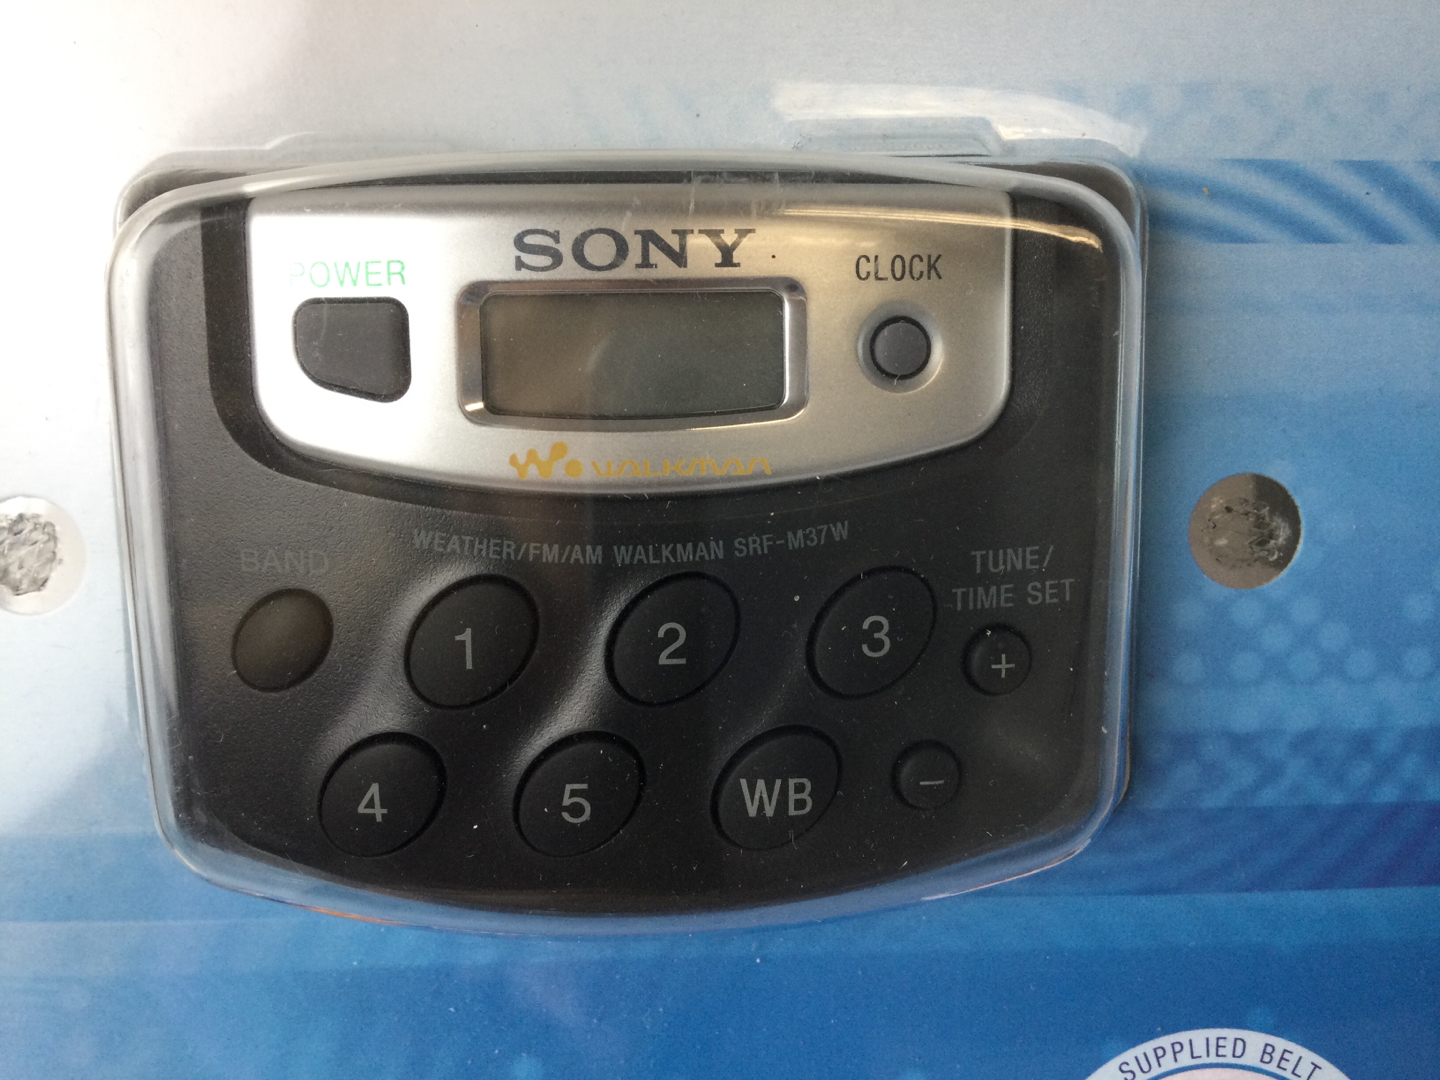 SONY
POWER
CLOCK
WALKMAN
WEATHER/FM/AM WALKMAN SRF-M37W
BAND
TUNE/
TIME SET
1
2
3
+
4
5
WB
−
SUPPLIED BELT